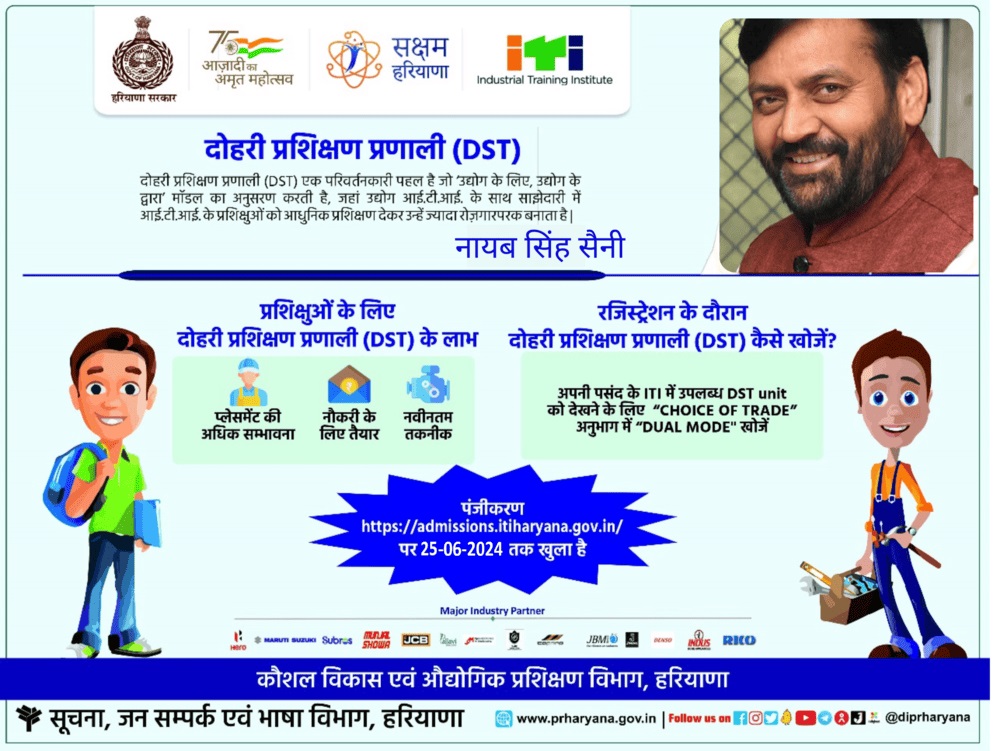 हरियाणा सरकार
75
आज़ादी का
अमृत महोत्सव
सक्षम
हरियाणा
iTi
Industrial Training Institute
दोहरी प्रशिक्षण प्रणाली (DST)
दोहरी प्रशिक्षण प्रणाली (DST) एक परिवर्तनकारी पहल है जो 'उद्योग के लिए, उद्योग के
द्वारा' मॉडल का अनुसरण करती है, जहां उद्योग आई.टी.आई. के साथ साझेदारी में
आई.टी.आई. के प्रशिक्षुओं को आधुनिक प्रशिक्षण देकर उन्हें ज्यादा रोज़गारपरक बनाता है|
नायब सिंह सैनी
प्रशिक्षुओं के लिए
दोहरी प्रशिक्षण प्रणाली (DST) के लाभ
प्लेसमेंट की
अधिक सम्भावना
नौकरी के
लिए तैयार
नवीनतम
तकनीक
रजिस्ट्रेशन के दौरान
दोहरी प्रशिक्षण प्रणाली (DST) कैसे खोजें?
अपनी पसंद के ITI में उपलब्ध DST unit
को देखने के लिए “CHOICE OF TRADE”
अनुभाग में “DUAL MODE" खोजें
पंजीकरण
https://admissions.itiharyana.gov.in/
पर 25-06-2024 तक खुला है
Major Industry Partner
Hero
MARUTI SUZUKI
Subros
MUNJAL
SHOWA
JCB
JBM
DENSO
INDUS
RICO
कौशल विकास एवं औद्योगिक प्रशिक्षण विभाग, हरियाणा
सूचना, जन सम्पर्क एवं भाषा विभाग, हरियाणा
www.prharyana.gov.in | Follow us on @diprharyana